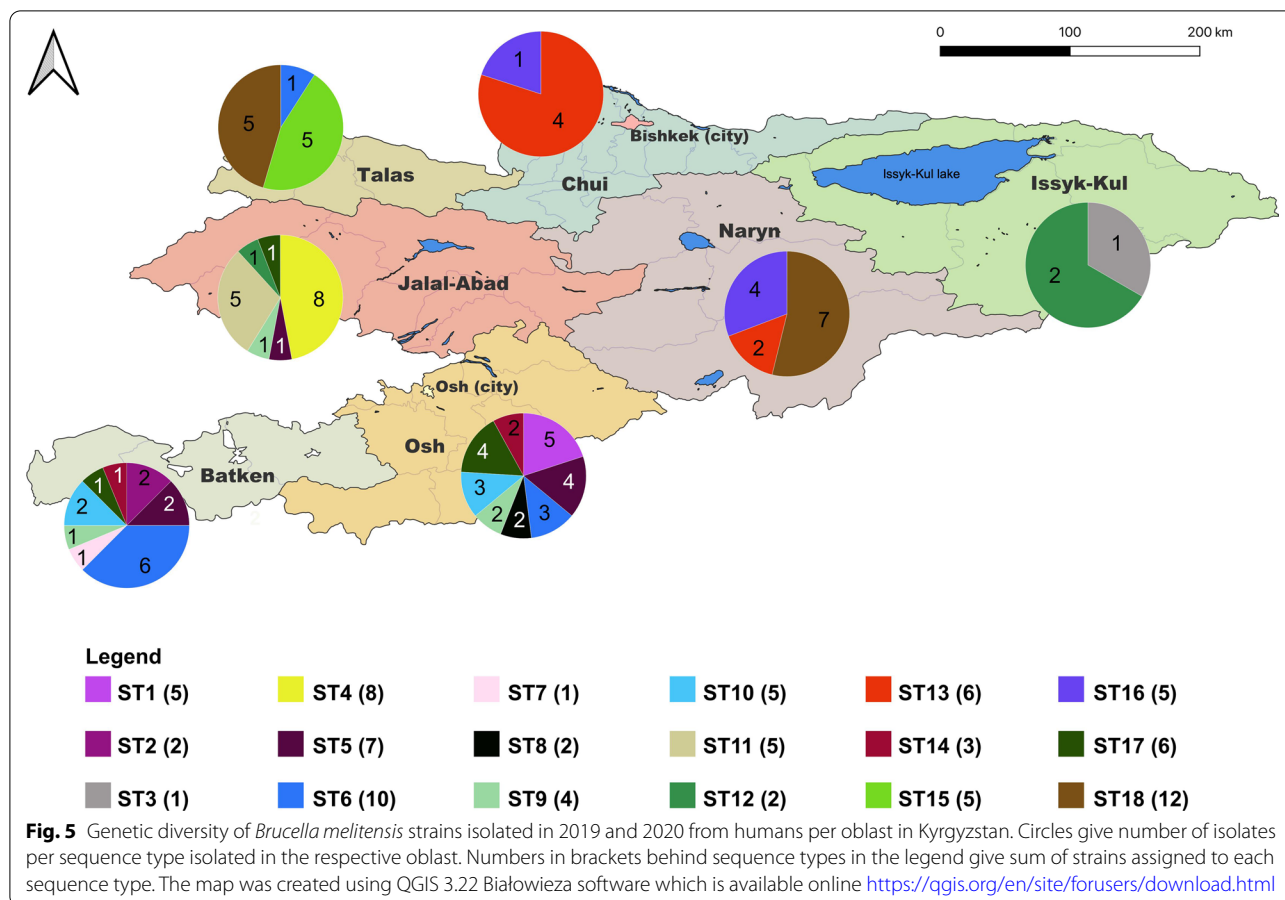 0 100 200 km
1
4
1
5
5
Bishkek (city)
Talas
Chui
Issyk-Kul lake
Issyk-Kul
1
2
Naryn
Jalal-Abad
1
1
8
5
1
1
4
7
2
Osh (city)
Osh
Batken
2
5
4
4
3
3
2
2
1
1
2
2
2
1
1
6
2
Legend
ST1 (5) ST4 (8) ST7 (1) ST10 (5) ST13 (6) ST16 (5)
ST2 (2) ST5 (7) ST8 (2) ST11 (5) ST14 (3) ST17 (6)
ST3 (1) ST6 (10) ST9 (4) ST12 (2) ST15 (5) ST18 (12)
Fig. 5 Genetic diversity of Brucella melitensis strains isolated in 2019 and 2020 from humans per oblast in Kyrgyzstan. Circles give number of isolates
per sequence type isolated in the respective oblast. Numbers in brackets behind sequence types in the legend give sum of strains assigned to each
sequence type. The map was created using QGIS 3.22 Białowieza software which is available online https://qgis.org/en/site/forusers/download.html